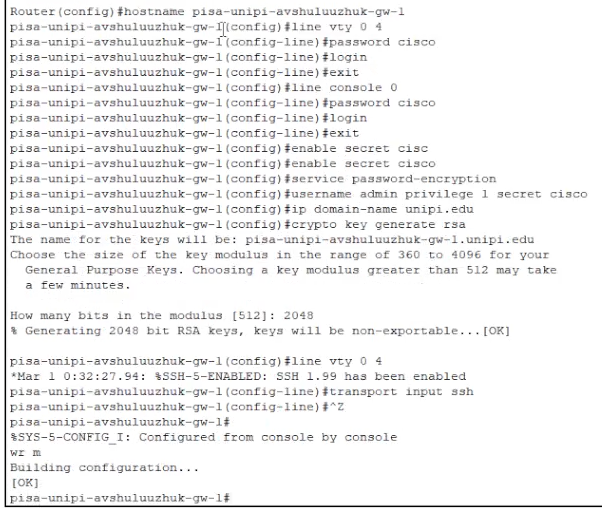 Router(config)#hostname pisa-unipi-avshuluuzhuk-gw-1
pisa-unipi-avshuluuzhuk-gw-1(config)#line vty 0 4
pisa-unipi-avshuluuzhuk-gw-1(config-line)#password cisco
pisa-unipi-avshuluuzhuk-gw-1(config-line)#login
pisa-unipi-avshuluuzhuk-gw-1(config-line)#exit
pisa-unipi-avshuluuzhuk-gw-1(config)#line console 0
pisa-unipi-avshuluuzhuk-gw-1(config-line)#password cisco
pisa-unipi-avshuluuzhuk-gw-1(config-line)#login
pisa-unipi-avshuluuzhuk-gw-1(config-line)#exit
pisa-unipi-avshuluuzhuk-gw-1(config)#enable secret cisc
pisa-unipi-avshuluuzhuk-gw-1(config)#enable secret cisco
pisa-unipi-avshuluuzhuk-gw-1(config)#service password-encryption
pisa-unipi-avshuluuzhuk-gw-1(config)#username admin privilege 1 secret cisco
pisa-unipi-avshuluuzhuk-gw-1(config)#ip domain-name unipi.edu
pisa-unipi-avshuluuzhuk-gw-1(config)#crypto key generate rsa
The name for the keys will be: pisa-unipi-avshuluuzhuk-gw-1.unipi.edu
Choose the size of the key modulus in the range of 360 to 4096 for your
General Purpose Keys. Choosing a key modulus greater than 512 may take
a few minutes.
How many bits in the modulus [512]: 2048
% Generating 2048 bit RSA keys, keys will be non-exportable...[OK]
pisa-unipi-avshuluuzhuk-gw-1(config)#line vty 0 4
*Mar 1 0:32:27.94: %SSH-5-ENABLED: SSH 1.99 has been enabled
pisa-unipi-avshuluuzhuk-gw-1(config-line)#transport input ssh
pisa-unipi-avshuluuzhuk-gw-1(config-line)#^Z
pisa-unipi-avshuluuzhuk-gw-1#
%SYS-5-CONFIG_I: Configured from console by console
wr m
Building configuration...
[OK]
pisa-unipi-avshuluuzhuk-gw-1#